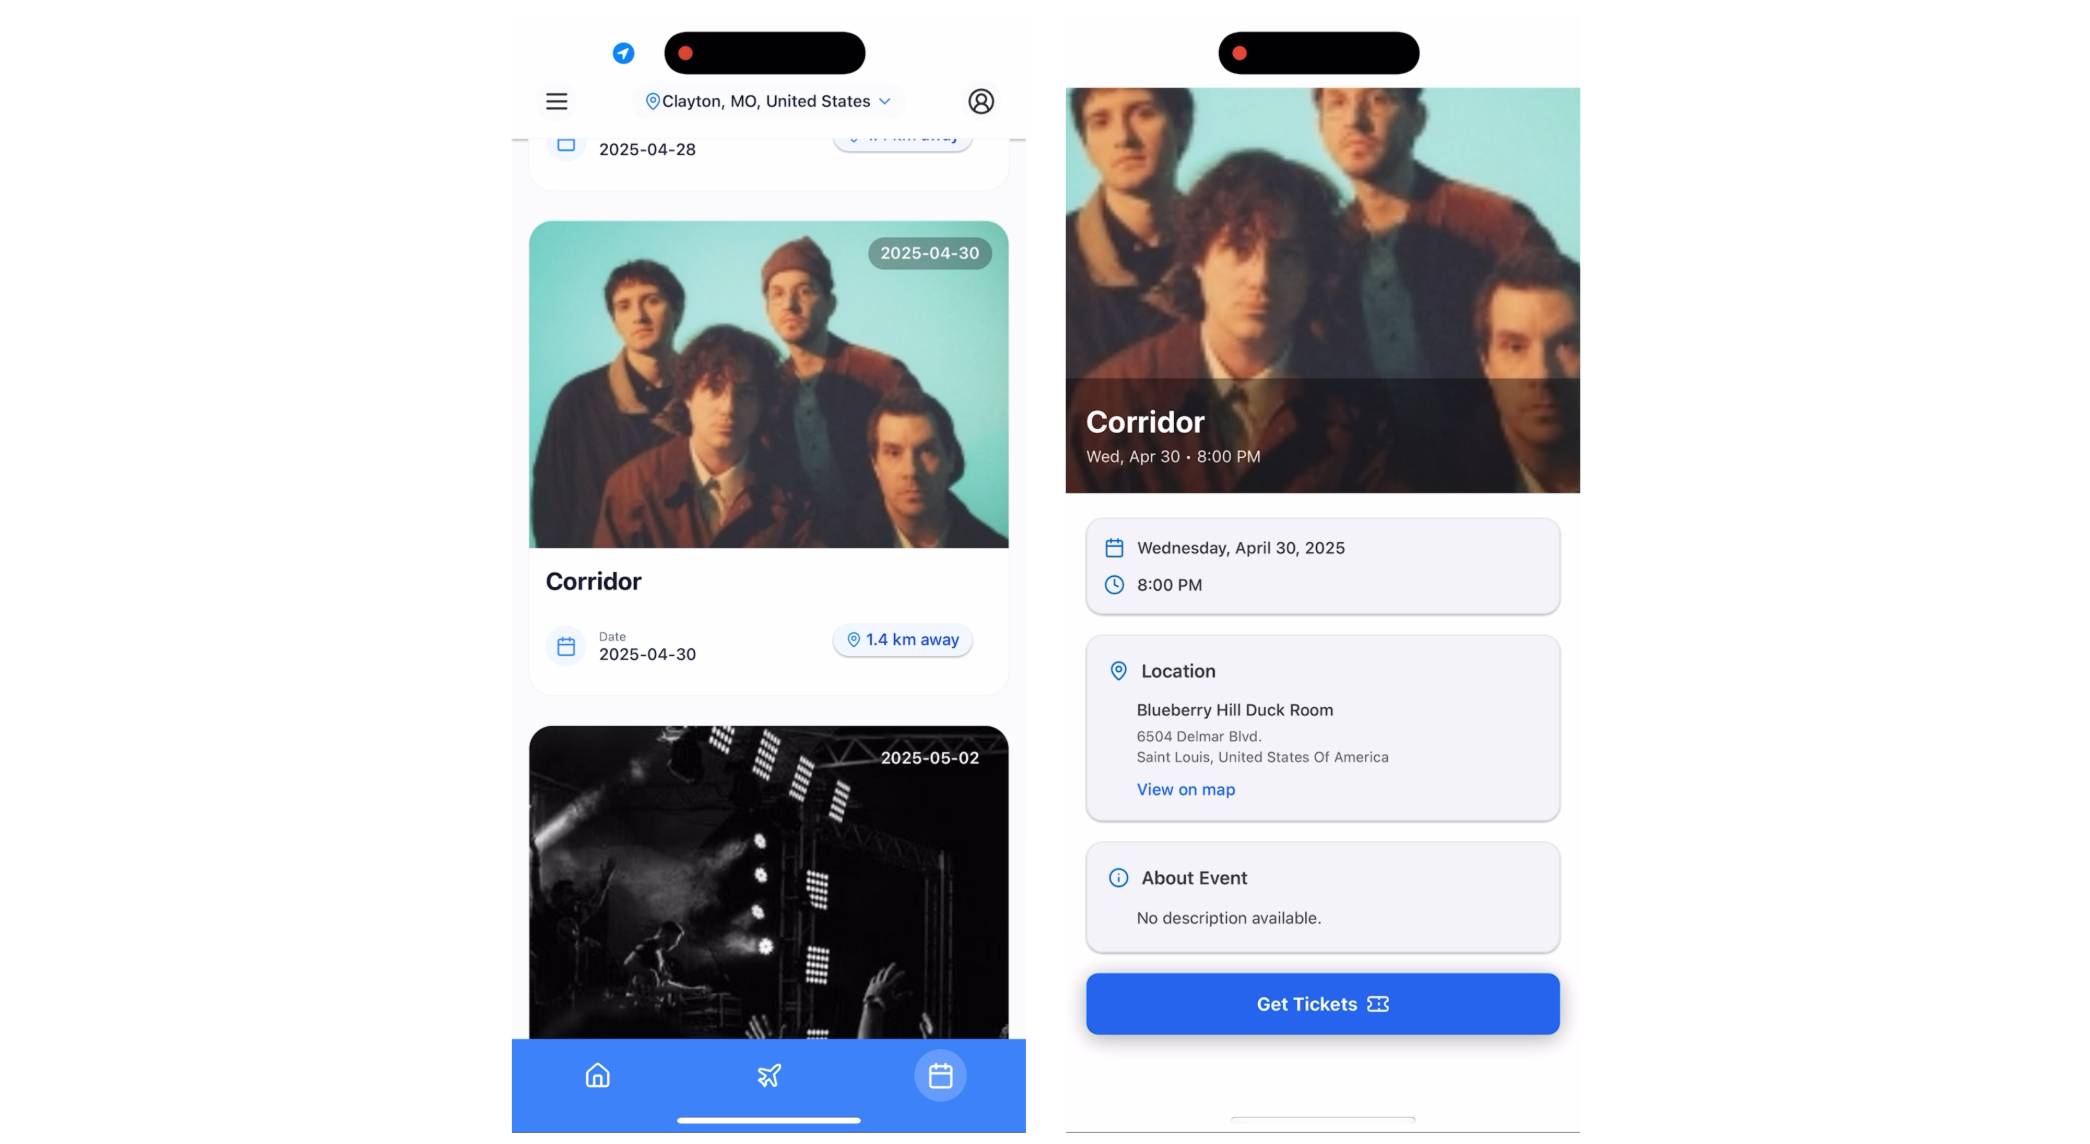 Clayton, MO, United States
2025-04-28
2025-04-30
Corridor
Date
2025-04-30
1.4 km away
2025-05-02
Corridor
Wed, Apr 30 • 8:00 PM
Wednesday, April 30, 2025
8:00 PM
Location
Blueberry Hill Duck Room
6504 Delmar Blvd.
Saint Louis, United States Of America
View on map
About Event
No description available.
Get Tickets